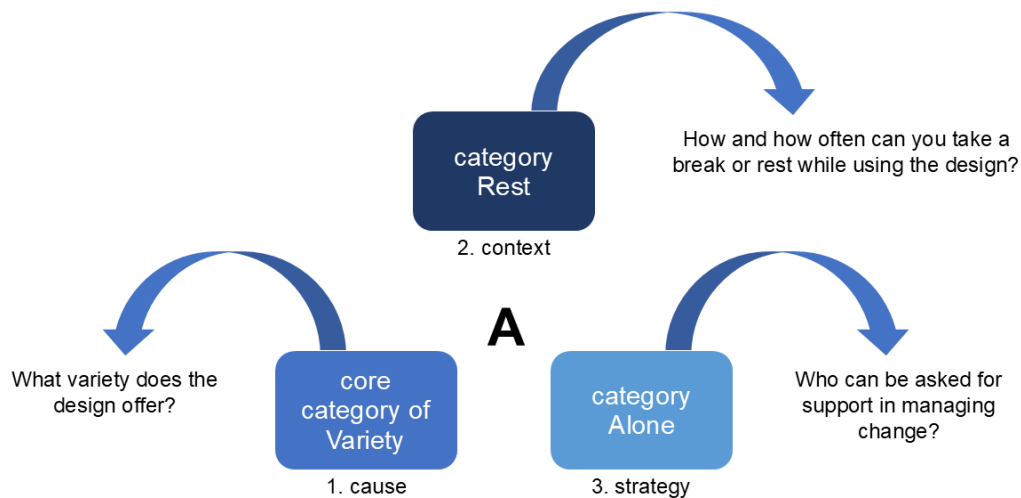 category
Rest
How and how often can you take a
break or rest while using the design?
2. context
A
What variety does the
design offer?
core
category of
Variety
1. cause
category
Alone
3. strategy
Who can be asked for
support in managing
change?